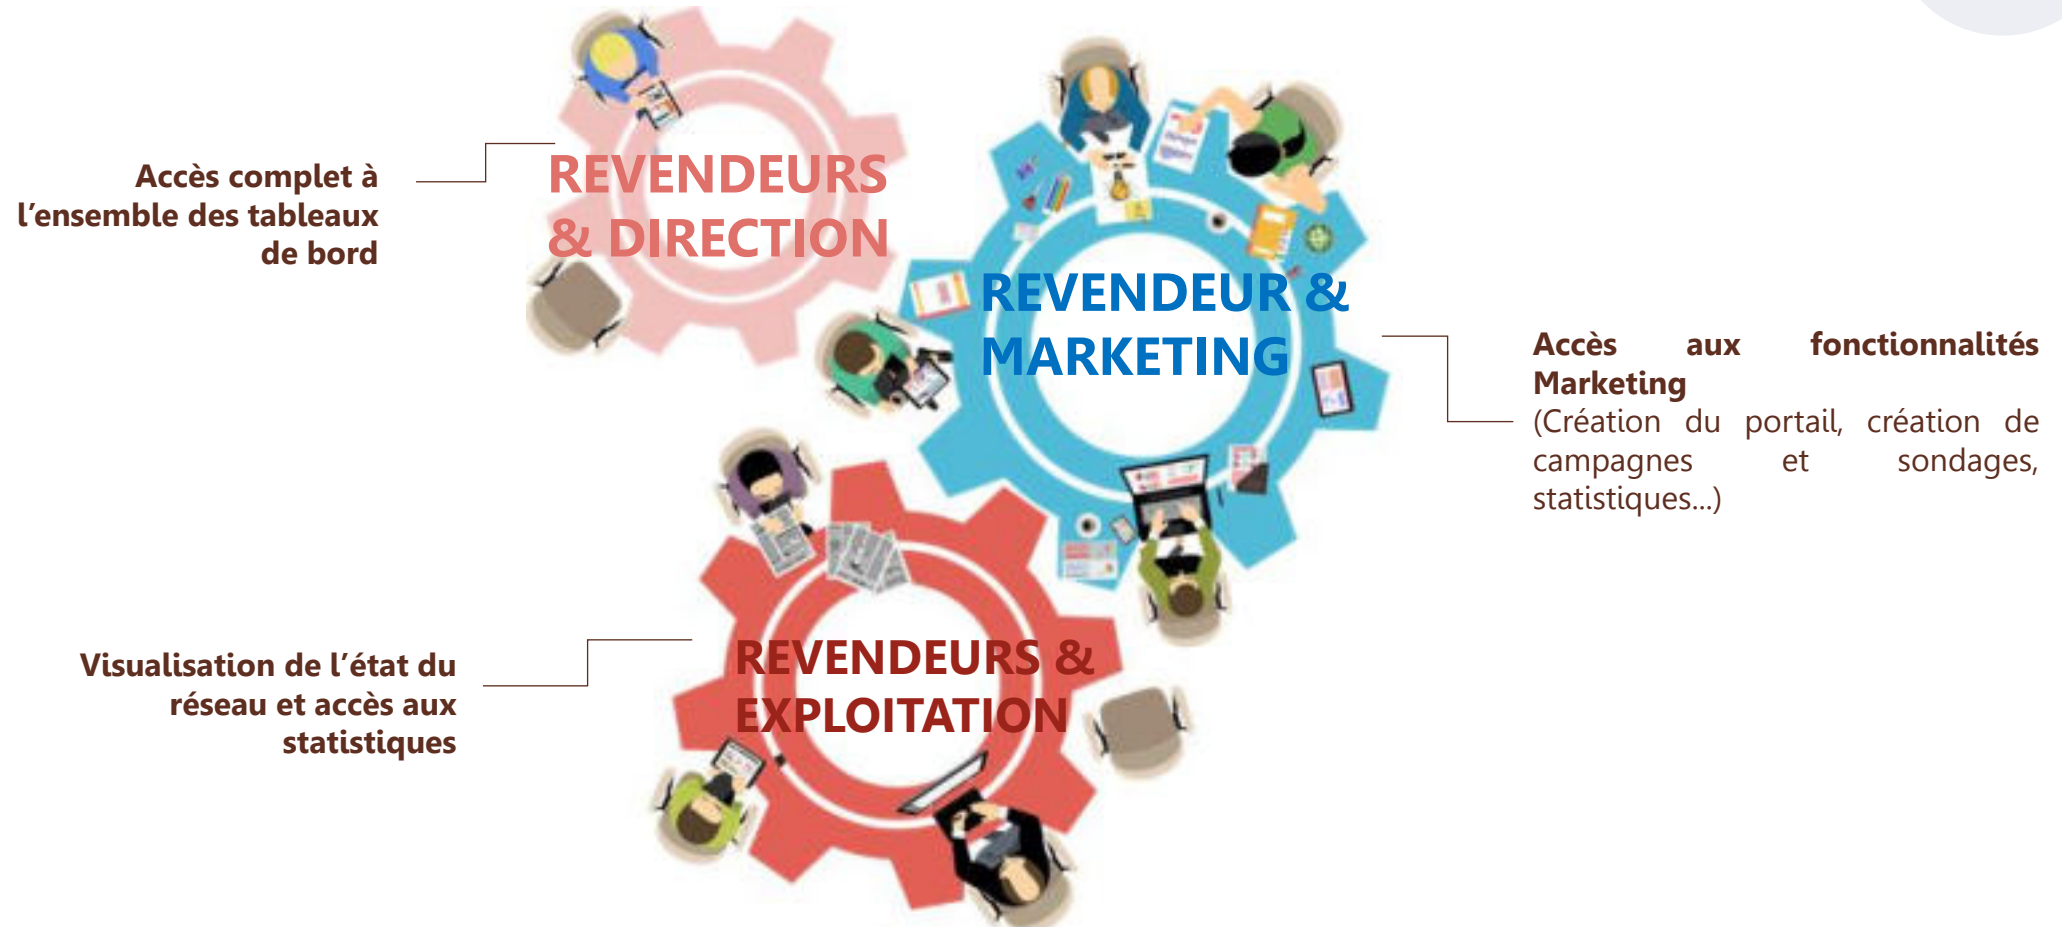 Accès complet à
l’ensemble des tableaux
de bord
REVENDEURS
& DIRECTION
REVENDEUR &
MARKETING
Accès aux fonctionnalités
Marketing
(Création du portail, création de
campagnes et sondages,
statistiques...)
Visualisation de l’état du
réseau et accès aux
statistiques
REVENDEURS &
EXPLOITATION